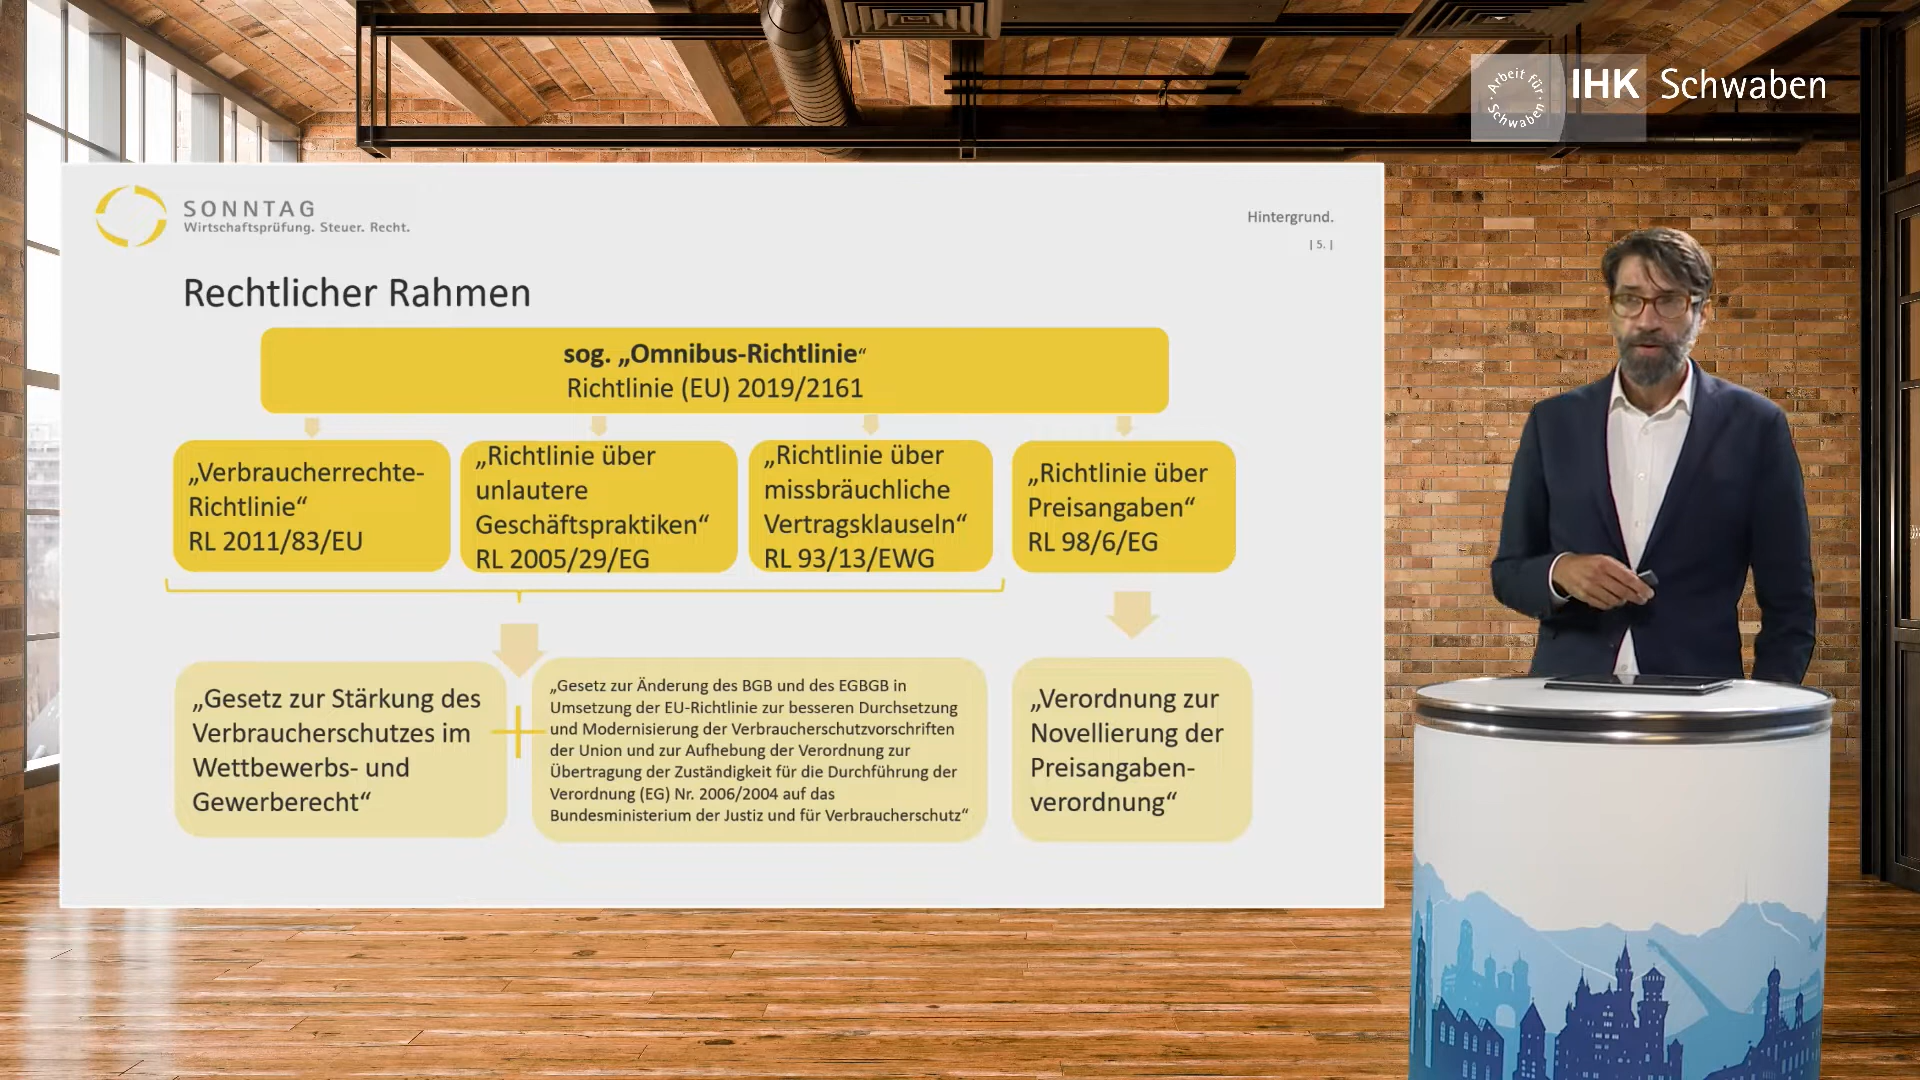 Arbeit für
Schwaben
IHK Schwaben
SONNTAG
Wirtschaftsprüfung. Steuer. Recht.
Hintergrund.
| 5. |
Rechtlicher Rahmen
sog. „Omnibus-Richtlinie“
Richtlinie (EU) 2019/2161
„Verbraucherrechte-
Richtlinie“
RL 2011/83/EU
„Richtlinie über
unlautere
Geschäftspraktiken“
RL 2005/29/EG
„Richtlinie über
missbräuchliche
Vertragsklauseln“
RL 93/13/EWG
„Richtlinie über
Preisangaben“
RL 98/6/EG
„Gesetz zur Stärkung des
Verbraucherschutzes im
Wettbewerbs- und
Gewerberecht“
„Gesetz zur Änderung des BGB und des EGBGB in
Umsetzung der EU-Richtlinie zur besseren Durchsetzung
und Modernisierung der Verbraucherschutzvorschriften
der Union und zur Aufhebung der Verordnung zur
Übertragung der Zuständigkeit für die Durchführung der
Verordnung (EG) Nr. 2006/2004 auf das
Bundesministerium der Justiz und für Verbraucherschutz“
„Verordnung zur
Novellierung der
Preisangaben-
verordnung“